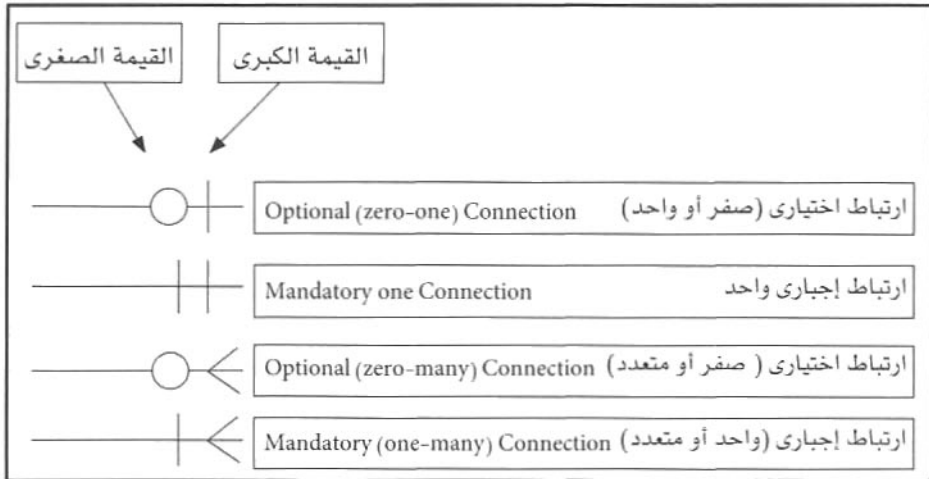 القيمة الصغرى
القيمة الكبرى
Optional (zero-one) Connection ارتباط اختيارى (صفر أو واحد)
Mandatory one Connection ارتباط إجبارى واحد
Optional (zero-many) Connection ارتباط اختيارى ( صفر أو متعدد)
Mandatory (one-many) Connection ارتباط إجبارى (واحد أو متعدد)